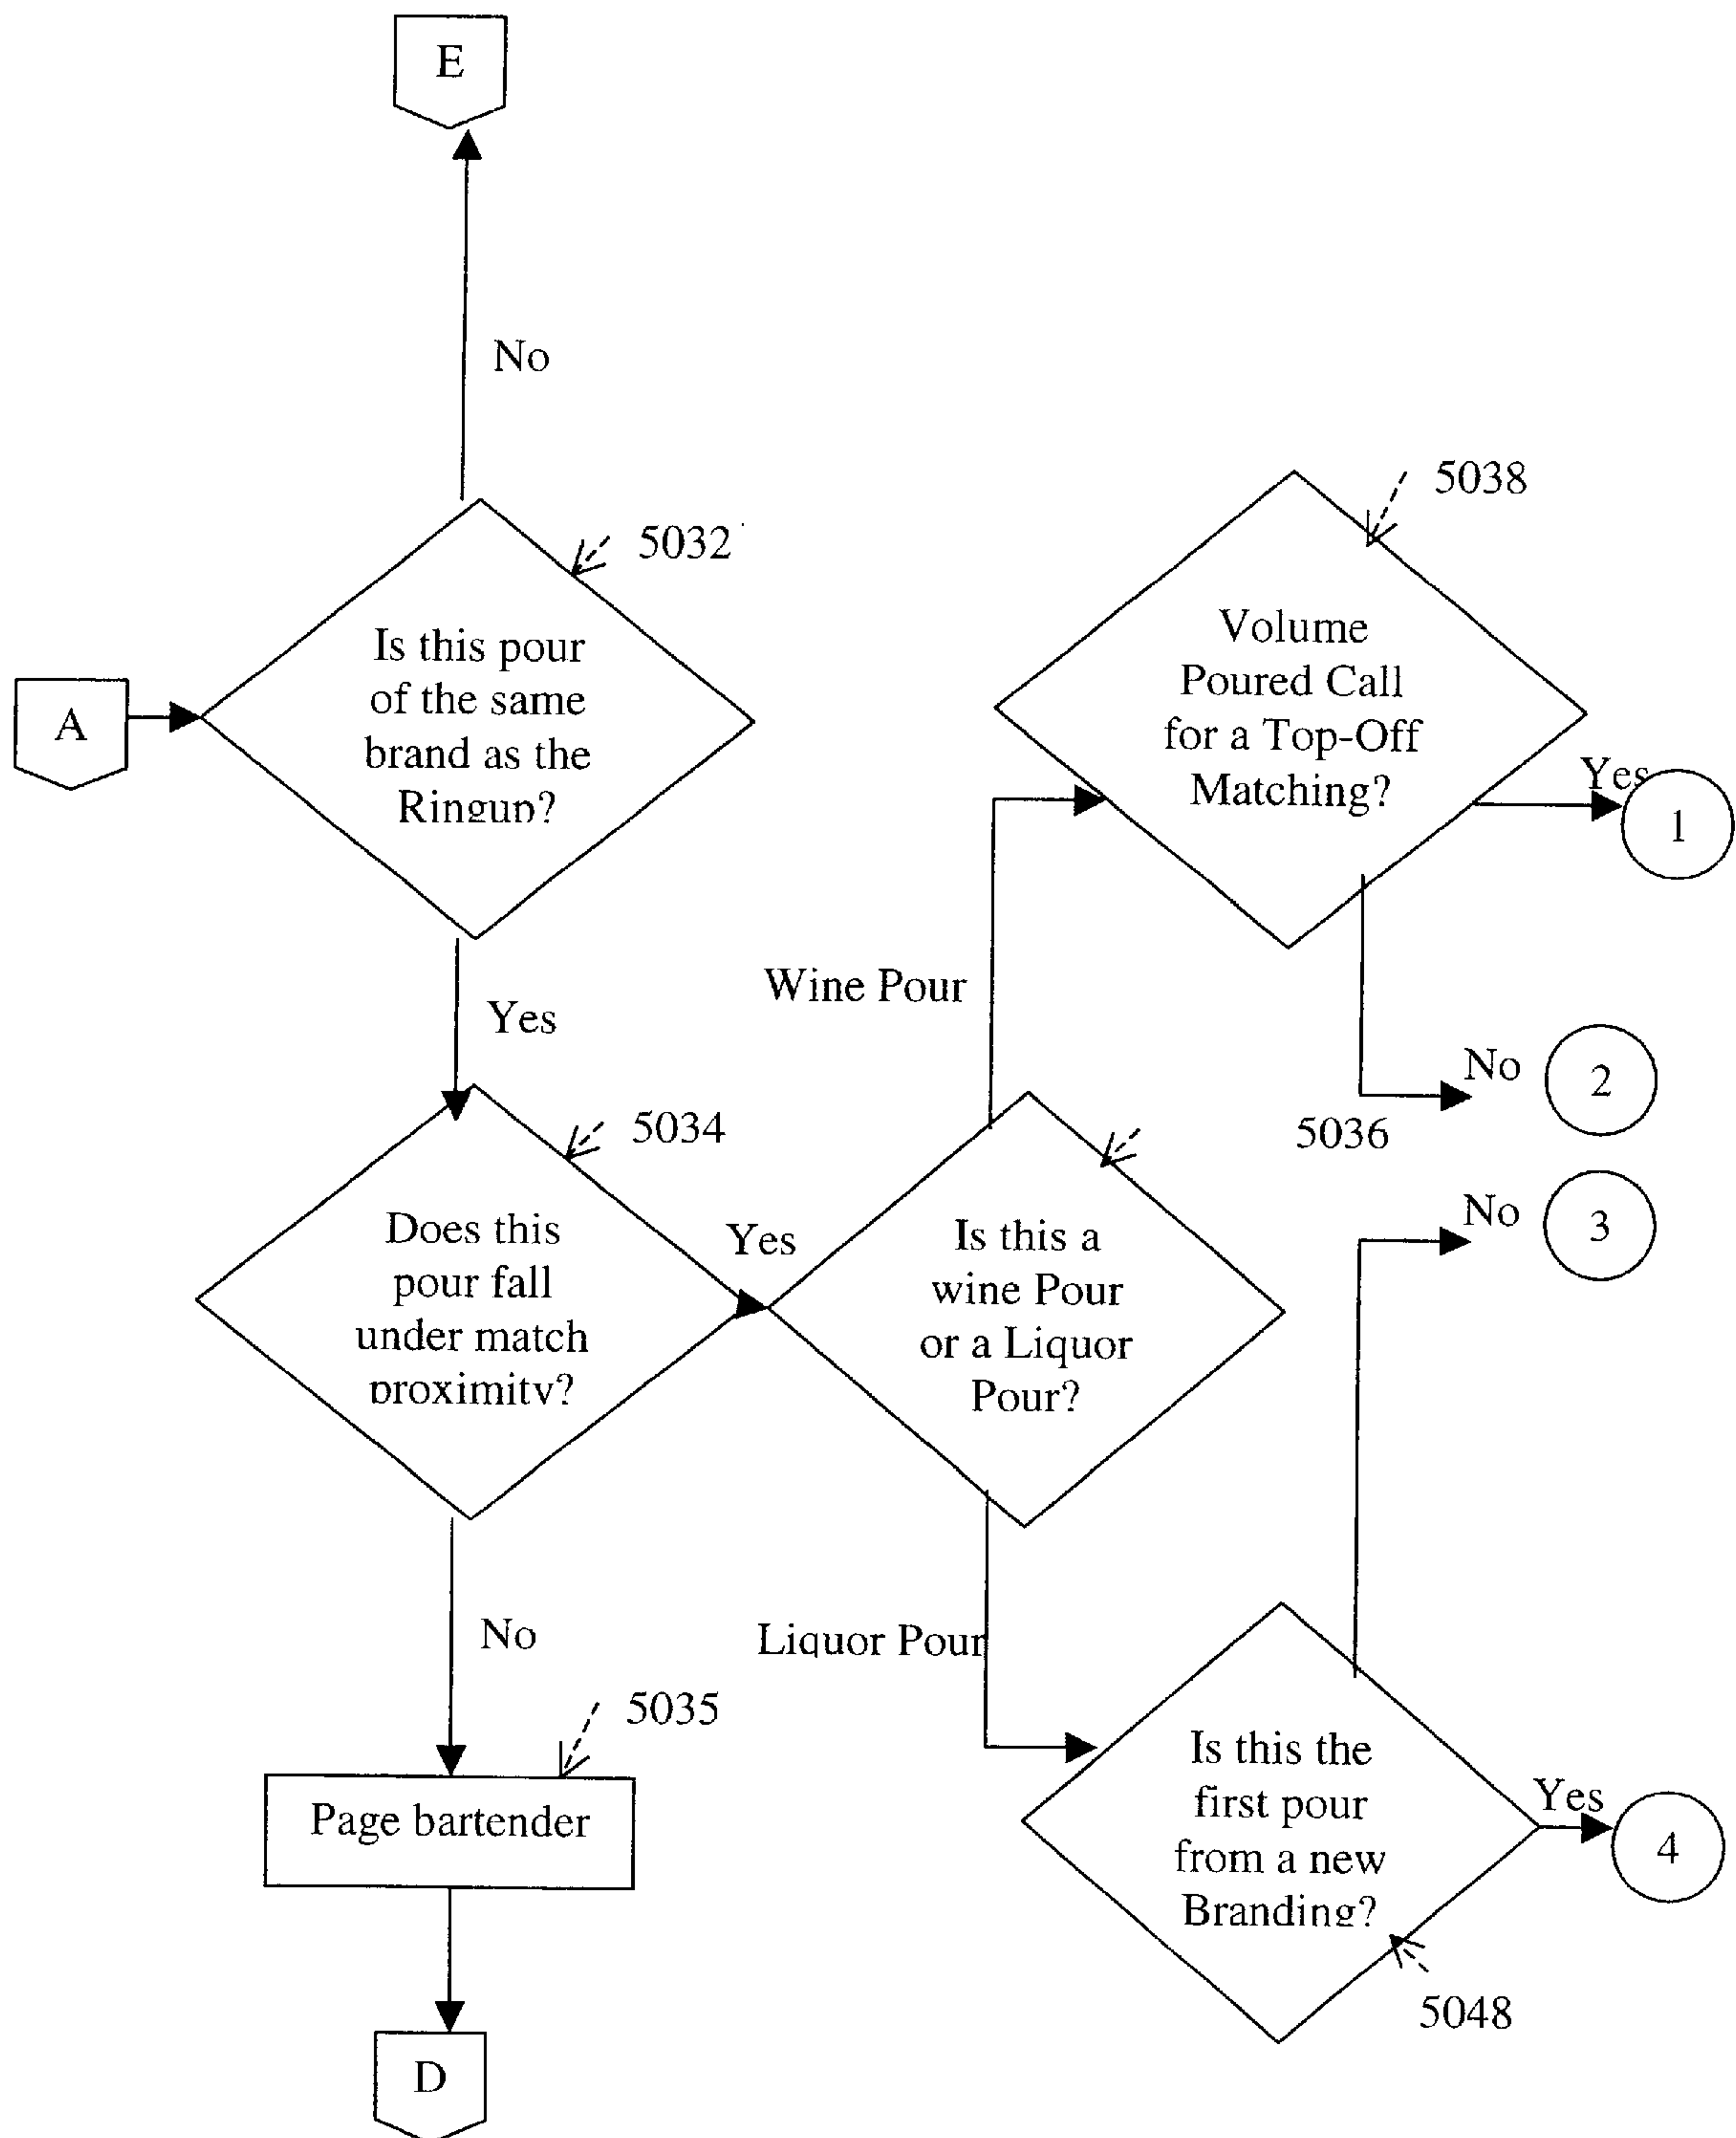 E
No
5032
Is this pour
of the same
brand as the
Ringup?
A
Yes
5038
Volume
Poured Call
for a Top-Off
Matching?
Yes
1
No
2
5036
Wine Pour
5034
Does this
pour fall
under match
proximity?
Yes
Is this a
wine Pour
or a Liquor
Pour?
No
3
No
Liquor Pour
5035
Page bartender
Is this the
first pour
from a new
Branding?
Yes
4
5048
D